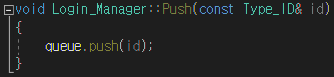 void Login_Manager::Push(const Type_ID& id)
{
    queue.push(id);
}